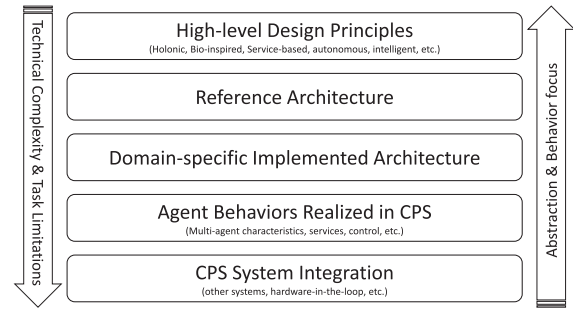 Technical Complexity & Task Limitations
High-level Design Principles
(Holonic, Bio-inspired, Service-based, autonomous, intelligent, etc.)
Reference Architecture
Domain-specific Implemented Architecture
Agent Behaviors Realized in CPS
(Multi-agent characteristics, services, control, etc.)
CPS System Integration
(other systems, hardware-in-the-loop, etc.)
Abstraction & Behavior focus